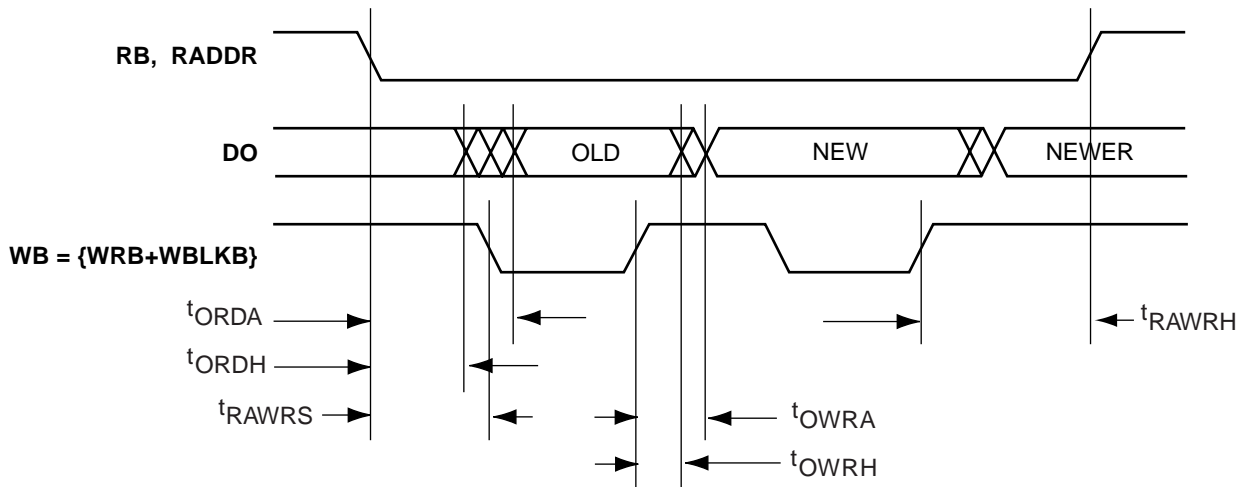 RB, RADDR
DO
OLD
NEW
NEWER
WB = {WRB+WBLKB}
tORDA
tRAWRH
tORDH
tRAWRS
tOWRA
tOWRH